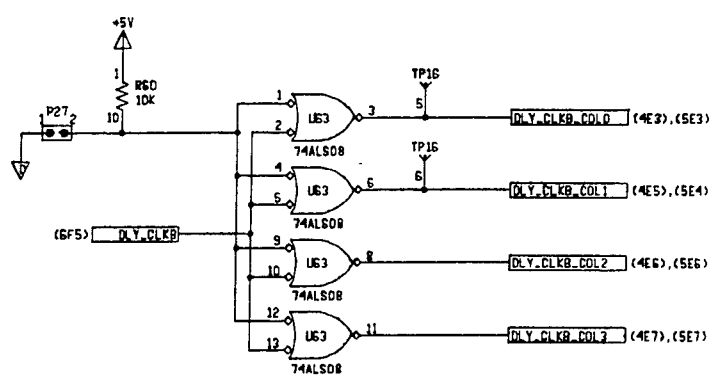 +5V
1
R60
10K
10
P27
1 2
D
1
2
U63
3
74ALS08
TP16
5
DLY_CLKB_COL0 (4E3),(5E3)
4
5
U63
6
74ALS08
TP16
6
DLY_CLKB_COL1 (4E5),(5E4)
(6F5) DLY_CLKB
9
10
U63
8
74ALS08
DLY_CLKB_COL2 (4E6),(5E6)
12
13
U63
11
74ALS08
DLY_CLKB_COL3 (4E7),(5E7)